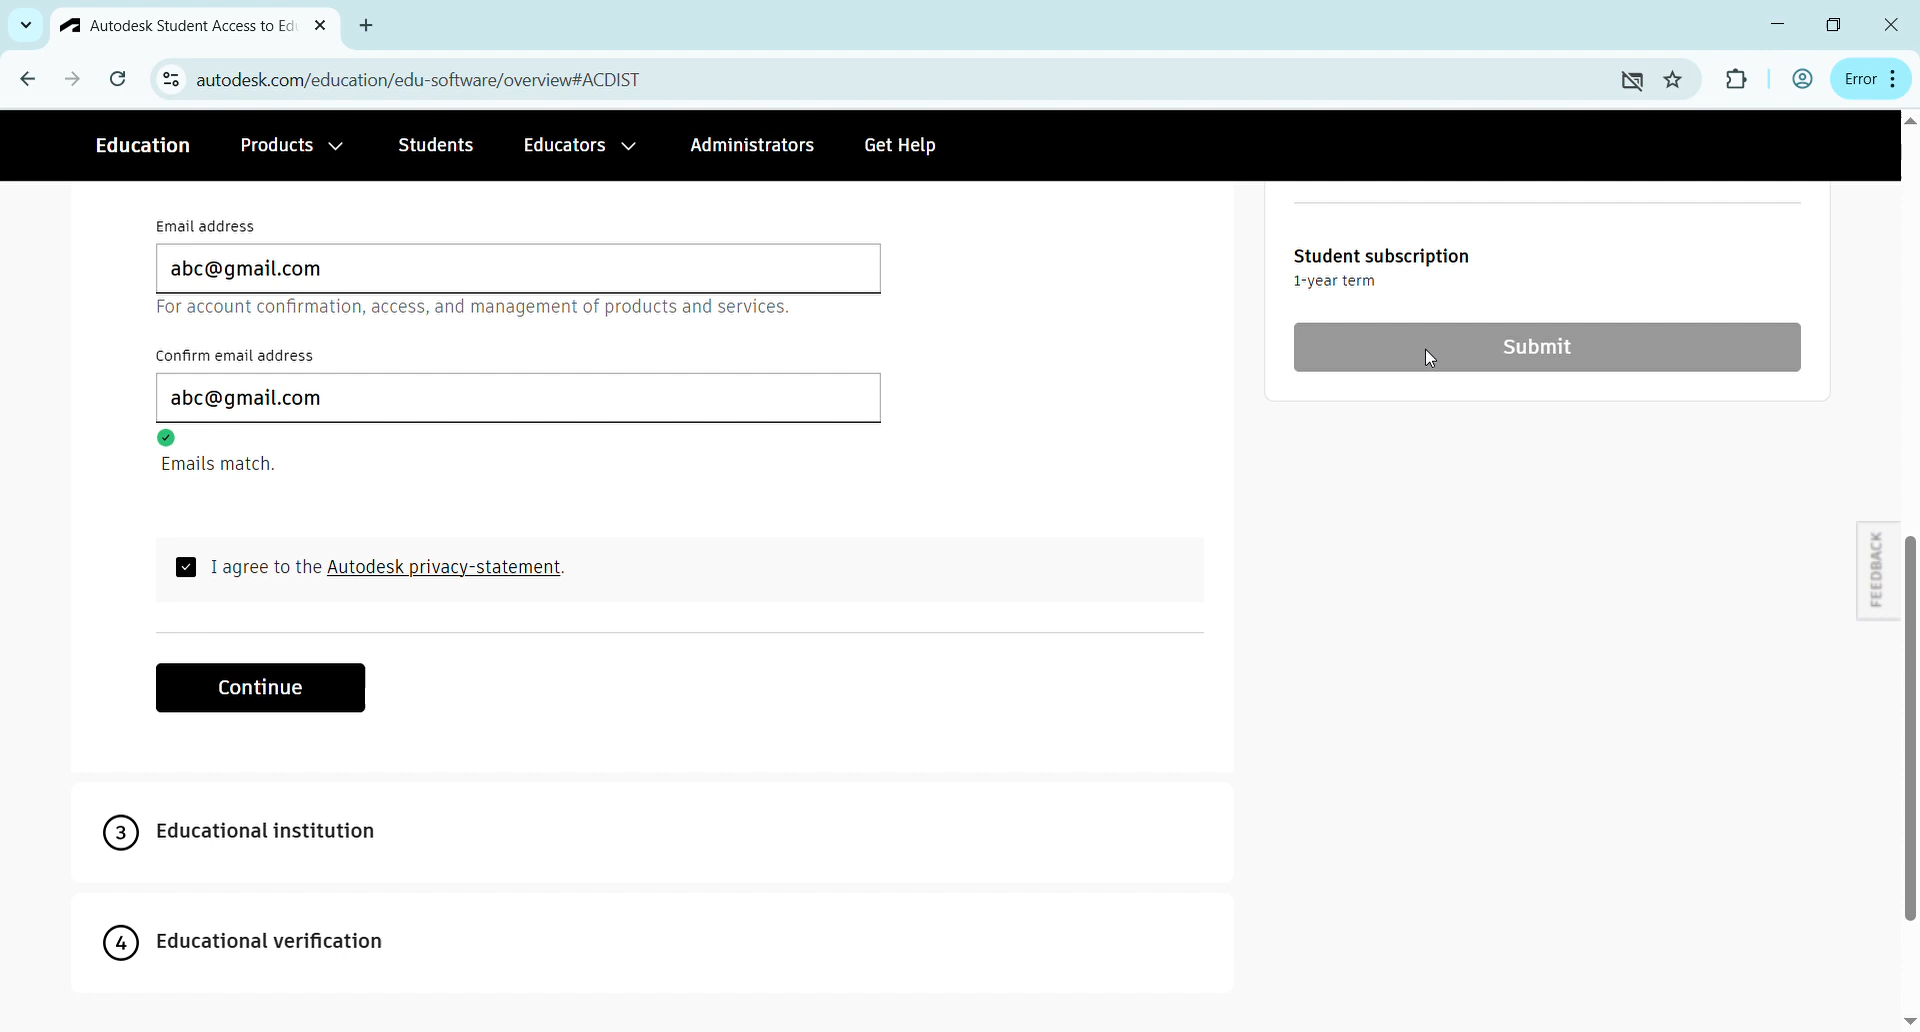 Autodesk Student Access to Edu
autodesk.com/education/edu-software/overview#ACDIST
Error
Education
Products
Students
Educators
Administrators
Get Help
Email address
abc@gmail.com
For account confirmation, access, and management of products and services.
Confirm email address
abc@gmail.com
Emails match.
I agree to the Autodesk privacy-statement.
Continue
3
Educational institution
4
Educational verification
Student subscription
1-year term
Submit
FEEDBACK